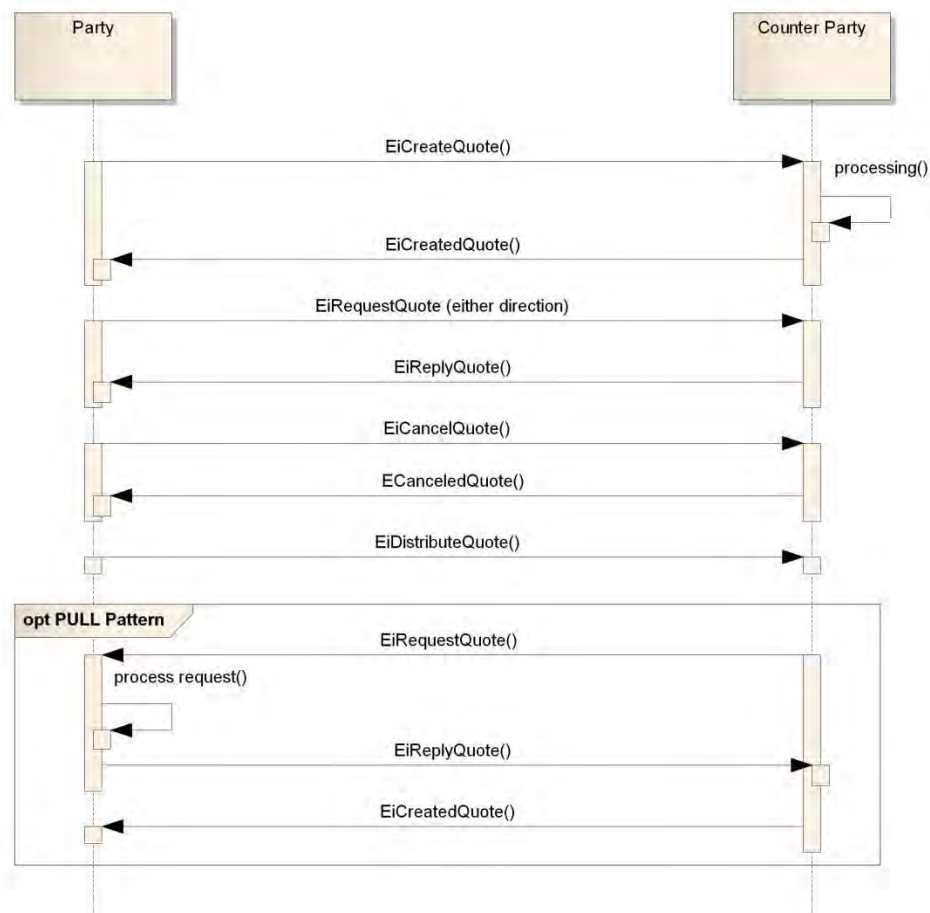 Party
Counter Party
EiCreateQuote()
processing()
EiCreatedQuote()
EiRequestQuote (either direction)
EiReplyQuote()
EiCancelQuote()
ECanceledQuote()
EiDistributeQuote()
opt PULL Pattern
EiRequestQuote()
process request()
EiReplyQuote()
EiCreatedQuote()